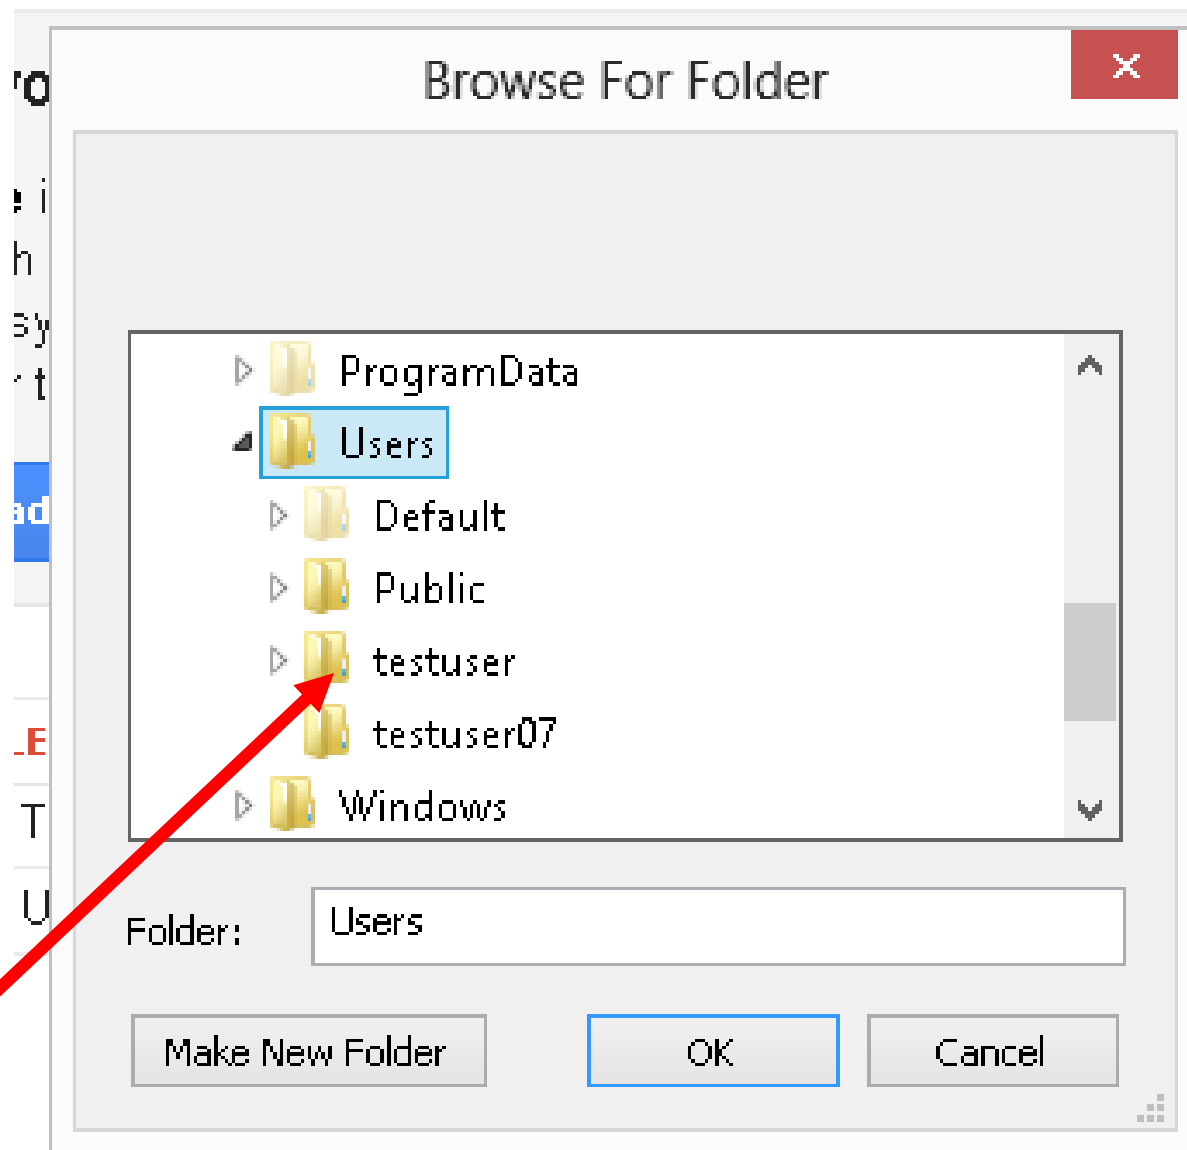 Browse For Folder
ProgramData
Users
Default
Public
testuser
testuser07
Windows
Folder: Users
Make New Folder OK Cancel